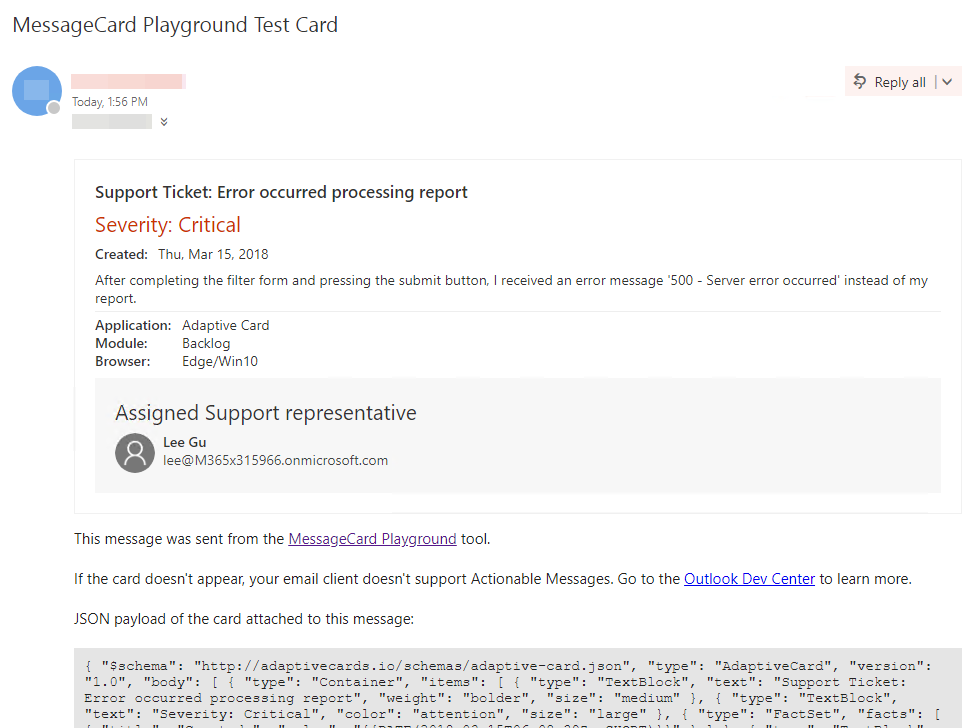 MessageCard Playground Test Card
Today, 1:56 PM
Reply all
Support Ticket: Error occurred processing report
Severity: Critical
Created: Thu, Mar 15, 2018
After completing the filter form and pressing the submit button, I received an error message '500 - Server error occurred' instead of my
report.
Application: Adaptive Card
Module: Backlog
Browser: Edge/Win10
Assigned Support representative
Lee Gu
lee@M365x315966.onmicrosoft.com
This message was sent from the MessageCard Playground tool.
If the card doesn't appear, your email client doesn't support Actionable Messages. Go to the Outlook Dev Center to learn more.
JSON payload of the card attached to this message:
{ "$schema": "http://adaptivecards.io/schemas/adaptive-card.json", "type": "AdaptiveCard", "version":
"1.0", "body": [ { "type": "Container", "items": [ { "type": "TextBlock", "text": "Support Ticket:
Error occurred processing report", "weight": "bolder", "size": "medium" }, { "type": "TextBlock",
"text": "Severity: Critical", "color": "attention", "size": "large" }, { "type": "FactSet", "facts": [